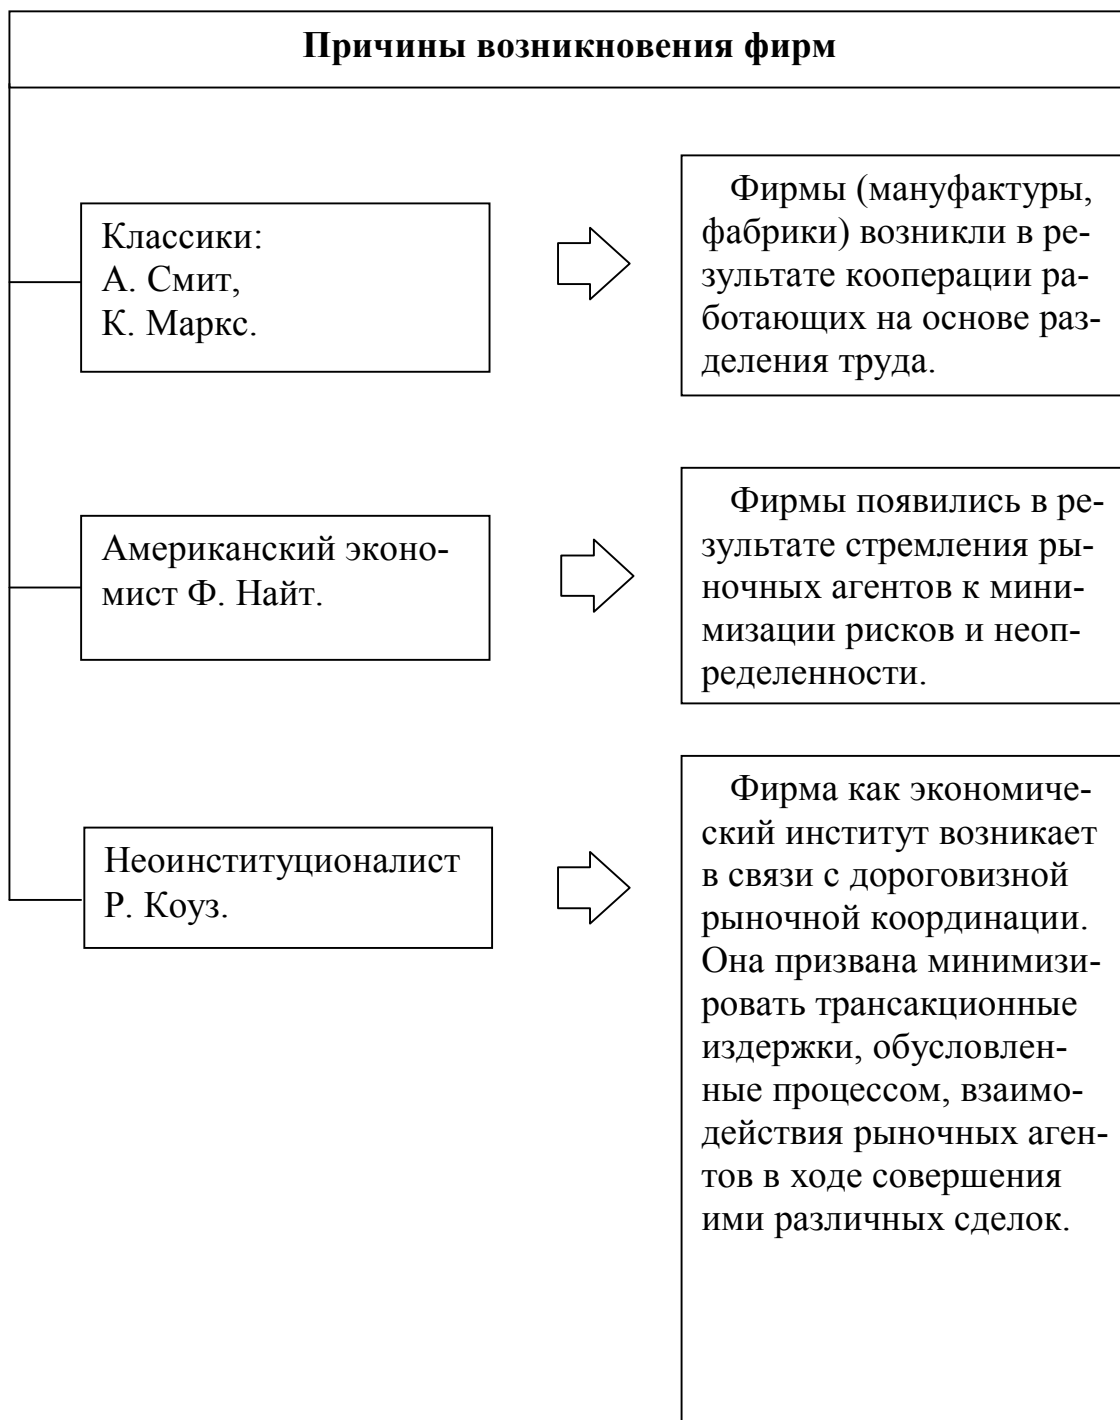 Причины возникновения фирм
Классики:
А. Смит,
К. Маркс.
Фирмы (мануфактуры,
фабрики) возникли в ре-
зультате кооперации ра-
ботающих на основе раз-
деления труда.
Американский эконо-
мист Ф. Найт.
Фирмы появились в ре-
зультате стремления ры-
ночных агентов к мини-
мизации рисков и неоп-
ределенности.
Неоинституционалист
Р. Коуз.
Фирма как экономиче-
ский институт возникает
в связи с дороговизной
рыночной координации.
Она призвана минимизи-
ровать трансакционные
издержки, обусловлен-
ные процессом, взаимо-
действия рыночных аген-
тов в ходе совершения
ими различных сделок.